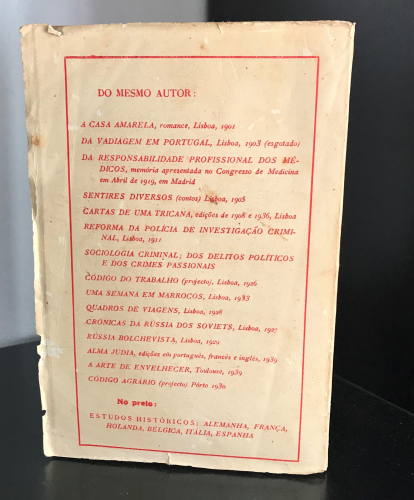 DO MESMO AUTOR:
A CASA AMARELA, romance, Lisboa, 1901
DA VADIAGEM EM PORTUGAL, Lisboa, 1903 (esgotado)
DA RESPONSABILIDADE PROFISSIONAL DOS MÉ-
DICOS, memória apresentada no Congresso de Medicina
em Abril de 1919, em Madrid
SENTIRES DIVERSOS (contos) Lisboa, 1905
CARTAS DE UMA TRICANA, edições de 1908 e 1936, Lisboa
REFORMA DA POLÍCIA DE INVESTIGAÇÃO CRIMI-
NAL, Lisboa, 1911
SOCIOLOGIA CRIMINAL; DOS DELITOS POLÍTICOS
E DOS CRIMES PASSIONAIS
CÓDIGO DO TRABALHO (projecto), Lisboa, 1926
UMA SEMANA EM MARROCOS, Lisboa, 1933
QUADROS DE VIAGENS, Lisboa, 1928
CRÓNICAS DA RÚSSIA DOS SOVIETS, Lisboa, 1927
RÚSSIA BOLCHEVISTA, Lisboa, 1929
ALMA JUDIA, edições em português, francês e inglês, 1939
A ARTE DE ENVELHECER, Toulouse, 1939
CÓDIGO AGRÁRIO (projecto) Pôrto 1930
No prelo:
ESTUDOS HISTÓRICOS: ALEMANHA, FRANÇA,
HOLANDA, BÉLGICA, ITÁLIA, ESPANHA